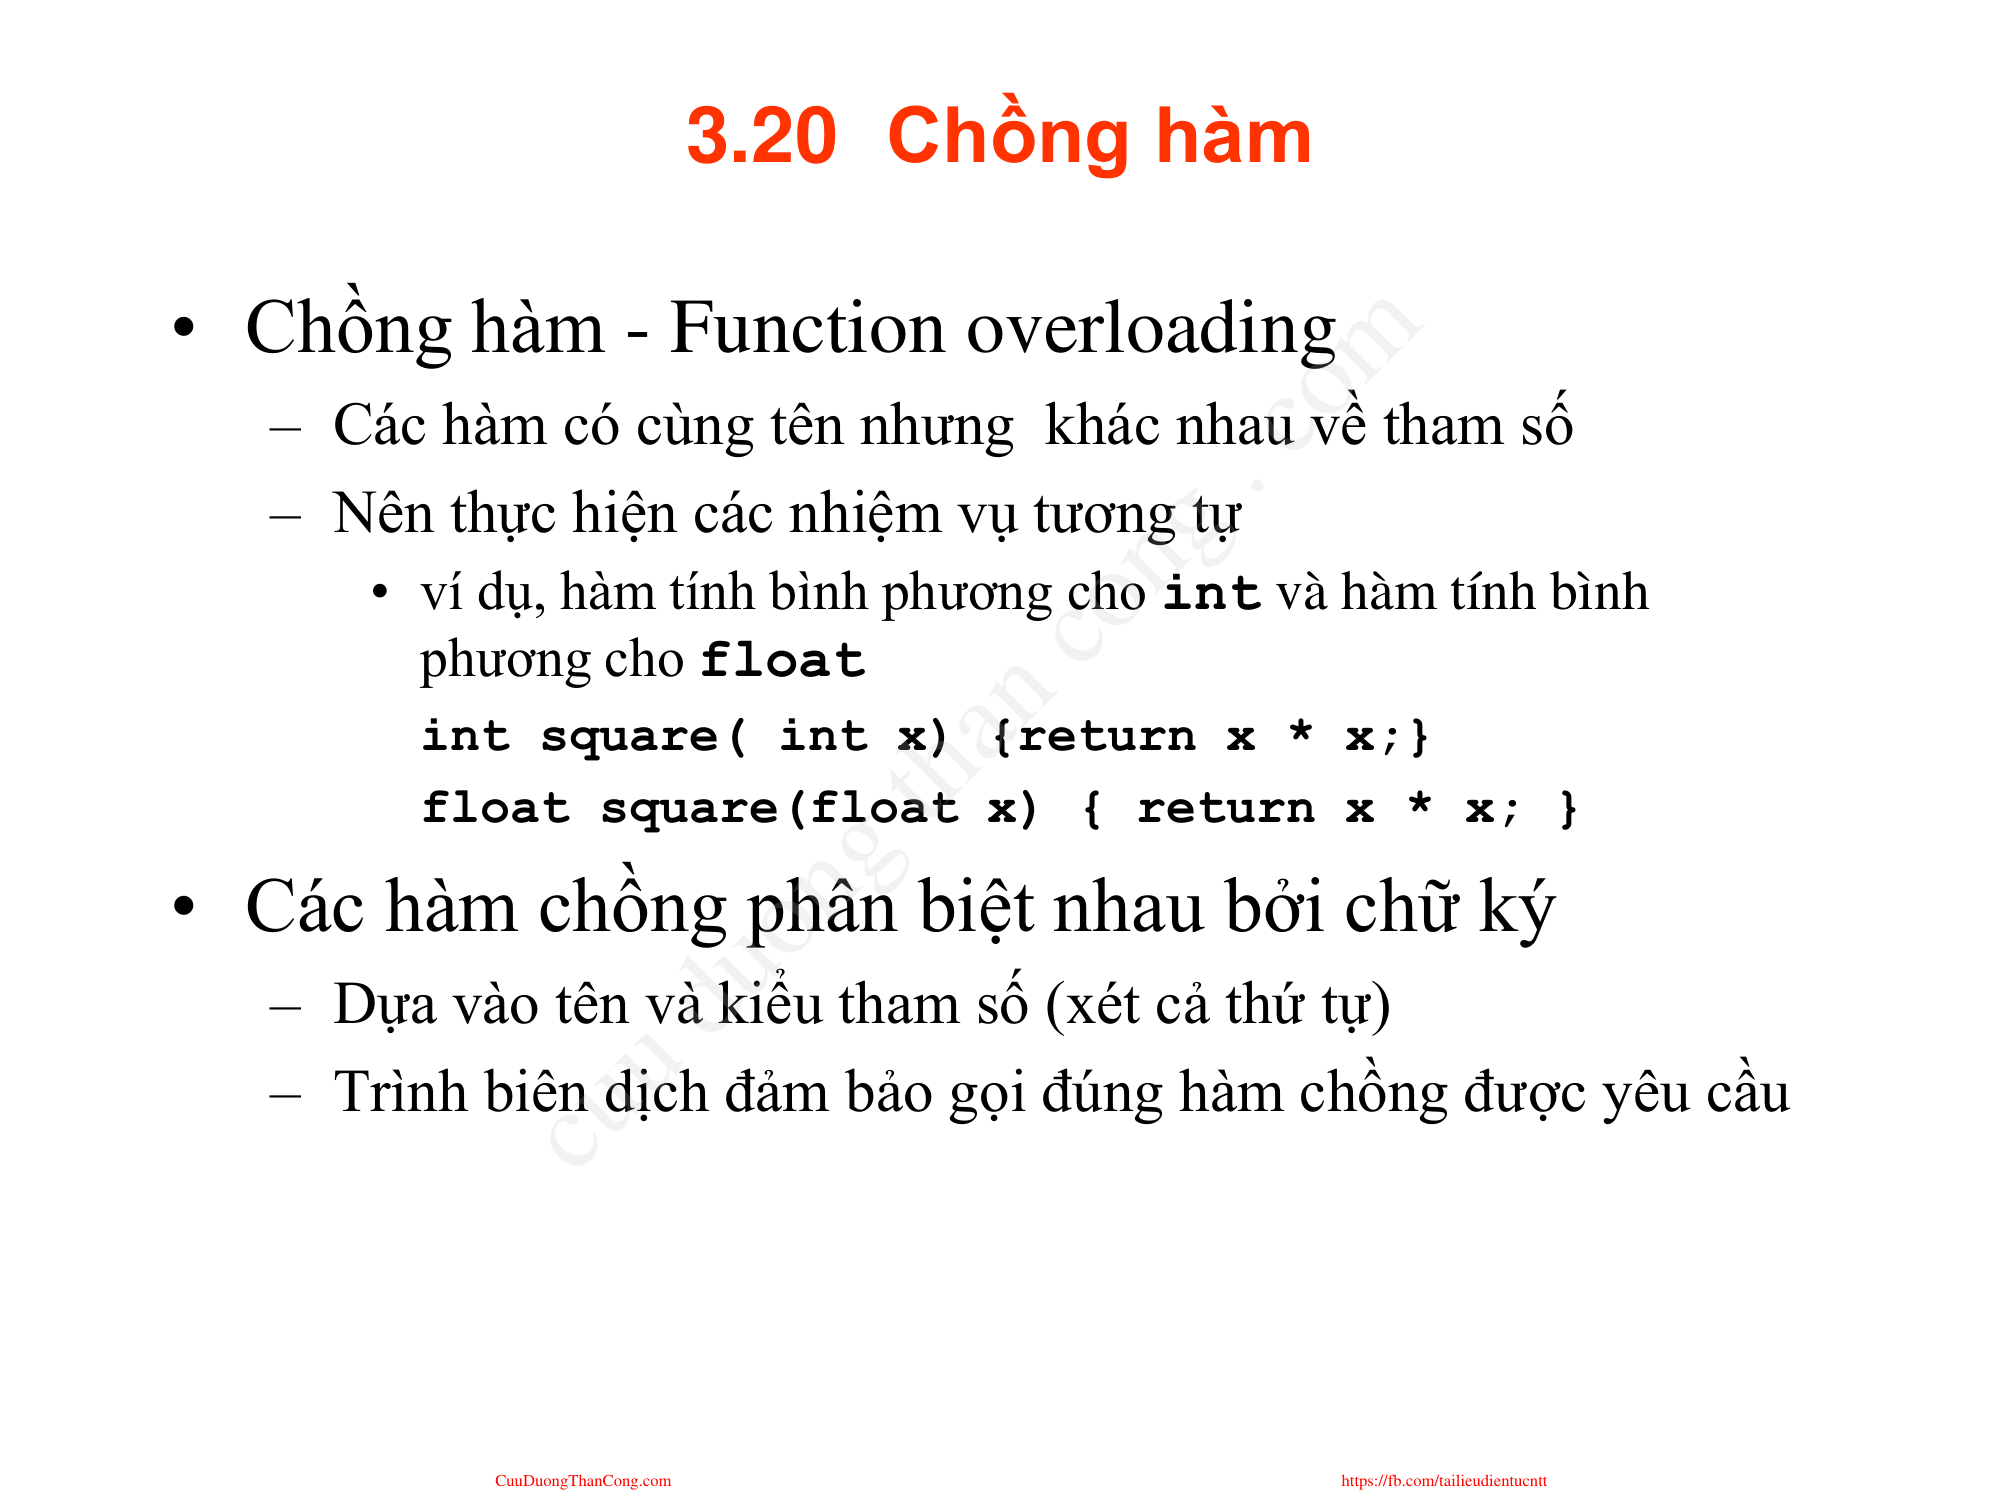 3.20 Chồng hàm
• Chồng hàm - Function overloading
– Các hàm có cùng tên nhưng khác nhau về tham số
– Nên thực hiện các nhiệm vụ tương tự
• ví dụ, hàm tính bình phương cho int và hàm tính bình
phương cho float
int square( int x) {return x * x;}
float square(float x) { return x * x; }
• Các hàm chồng phân biệt nhau bởi chữ ký
– Dựa vào tên và kiểu tham số (xét cả thứ tự)
– Trình biên dịch đảm bảo gọi đúng hàm chồng được yêu cầu
cuu duong than cong . com
CuuDuongThanCong.com
https://fb.com/tailieudientucntt